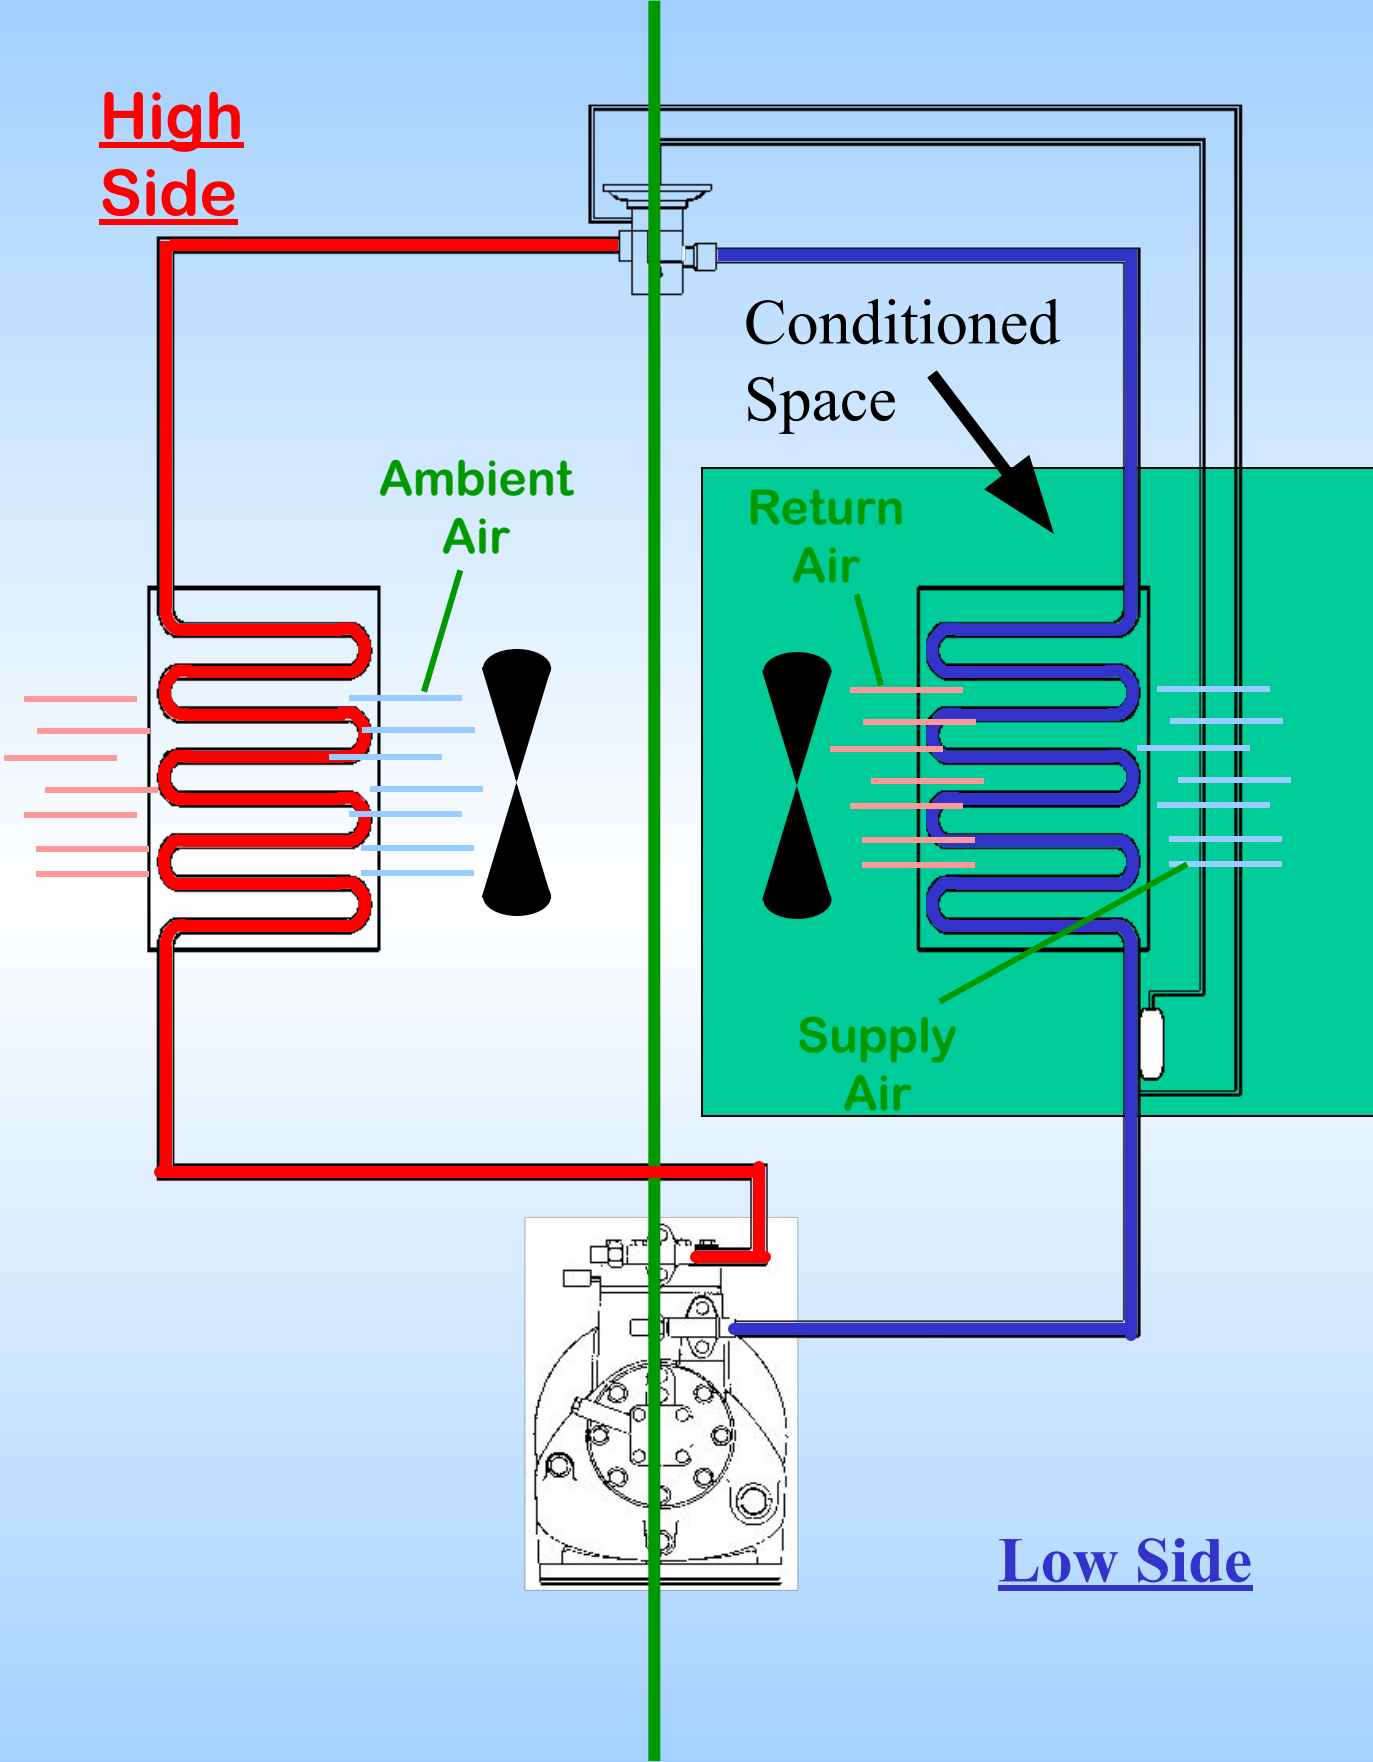 High
Side
Conditioned
Space
Ambient
Air
Return
Air
Supply
Air
Low Side